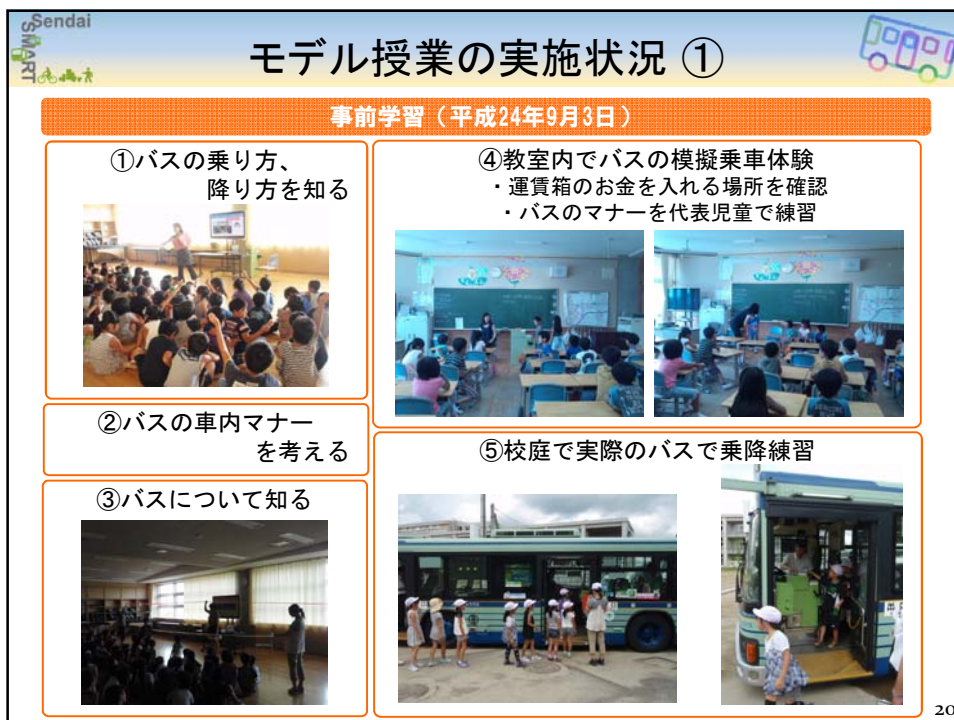 Sendai
SMART
モデル授業の実施状況 ①
事前学習（平成24年9月3日）
①バスの乗り方、
降り方を知る
②バスの車内マナー
を考える
③バスについて知る
④教室内でバスの模擬乗車体験
・運賃箱のお金を入れる場所を確認
・バスのマナーを代表児童で練習
⑤校庭で実際のバスで乗降練習
20